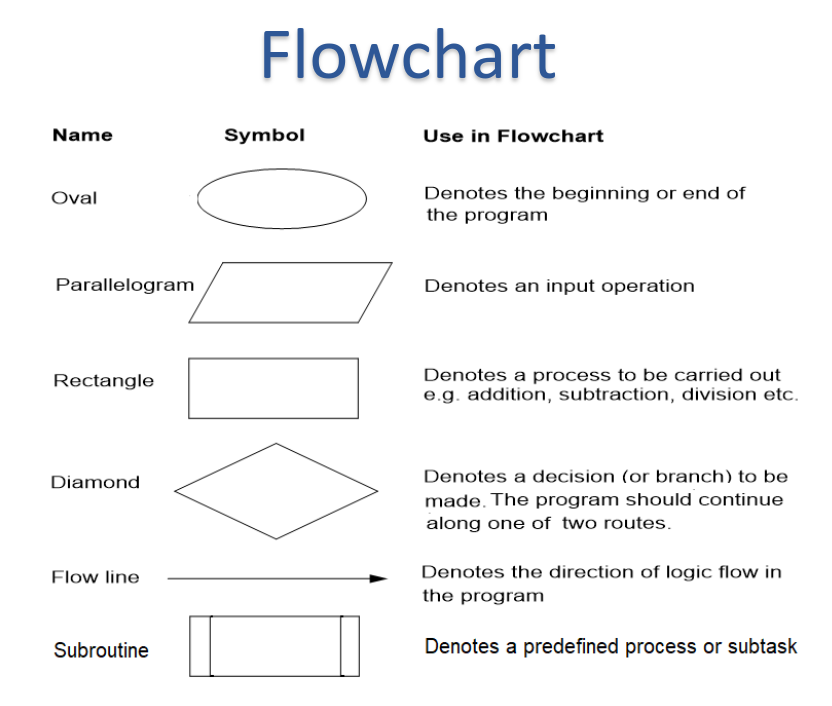 Flowchart
Name Symbol Use in Flowchart
Oval Denotes the beginning or end of
the program
Parallelogram Denotes an input operation
Rectangle Denotes a process to be carried out
e.g. addition, subtraction, division etc.
Diamond Denotes a decision (or branch) to be
made. The program should continue
along one of two routes.
Flow line Denotes the direction of logic flow in
the program
Subroutine Denotes a predefined process or subtask